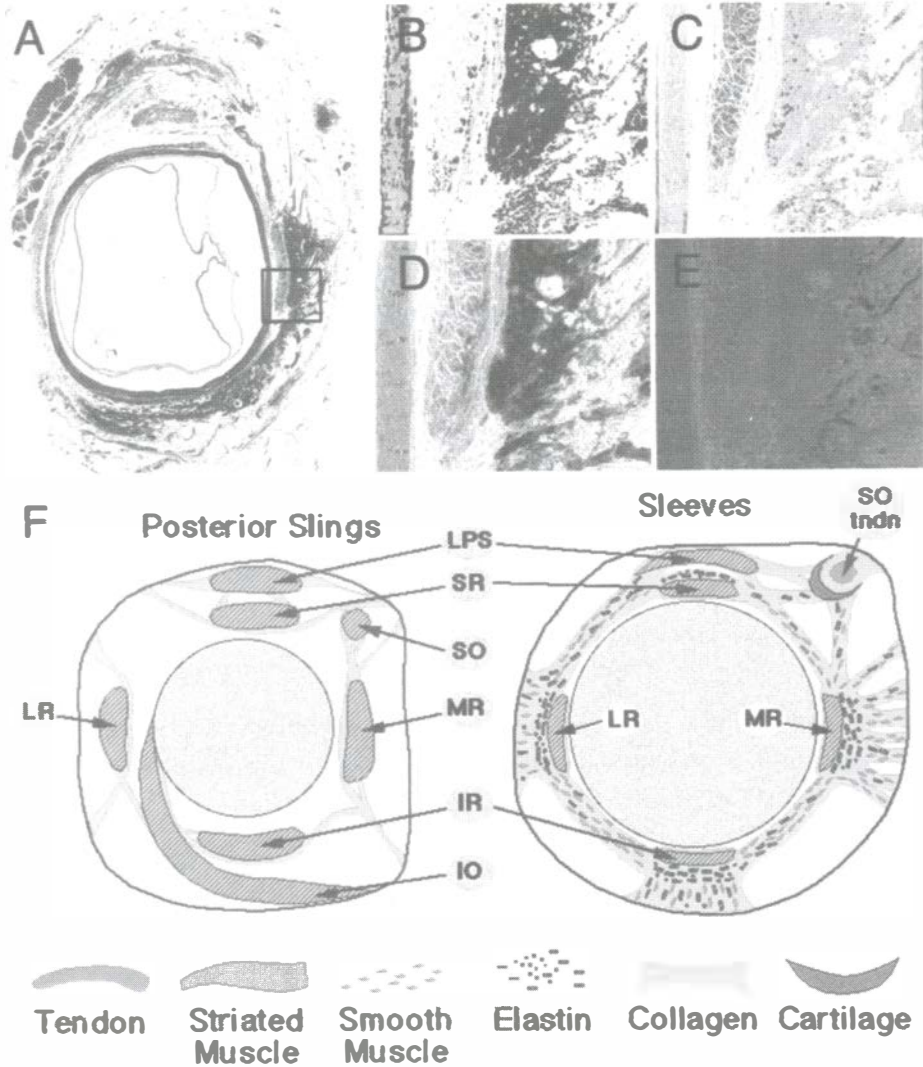 A
B
C
D
E
F
Posterior Slings
Sleeves
SO
tndn
LPS
SR
SO
LR
MR
LR
MR
IR
IO
Tendon
Striated
Muscle
Smooth
Muscle
Elastin
Collagen
Cartilage